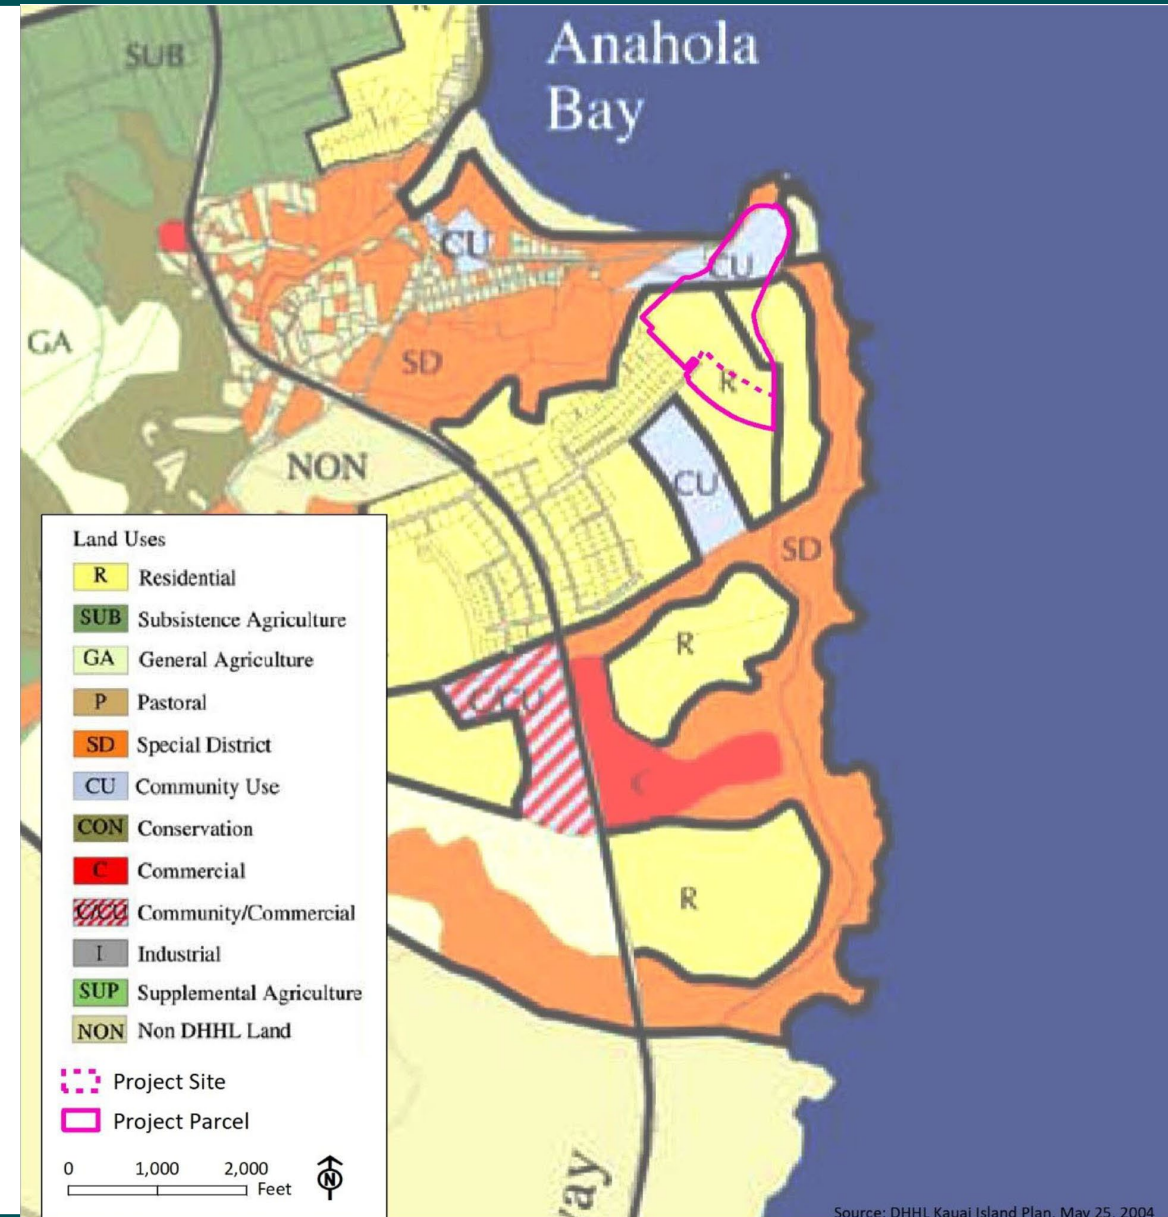 R
SUB
Anahola
Bay
CU
CU
GA
SD
R
NON
CU
SD
R
C/CU
C
R
Land Uses
R Residential
SUB Subsistence Agriculture
GA General Agriculture
P Pastoral
SD Special District
CU Community Use
CON Conservation
C Commercial
C/CU Community/Commercial
I Industrial
SUP Supplemental Agriculture
NON Non DHHL Land
Project Site
Project Parcel
0 1,000 2,000
Feet
N
way
Source: DHHL Kauai Island Plan, May 25, 2004